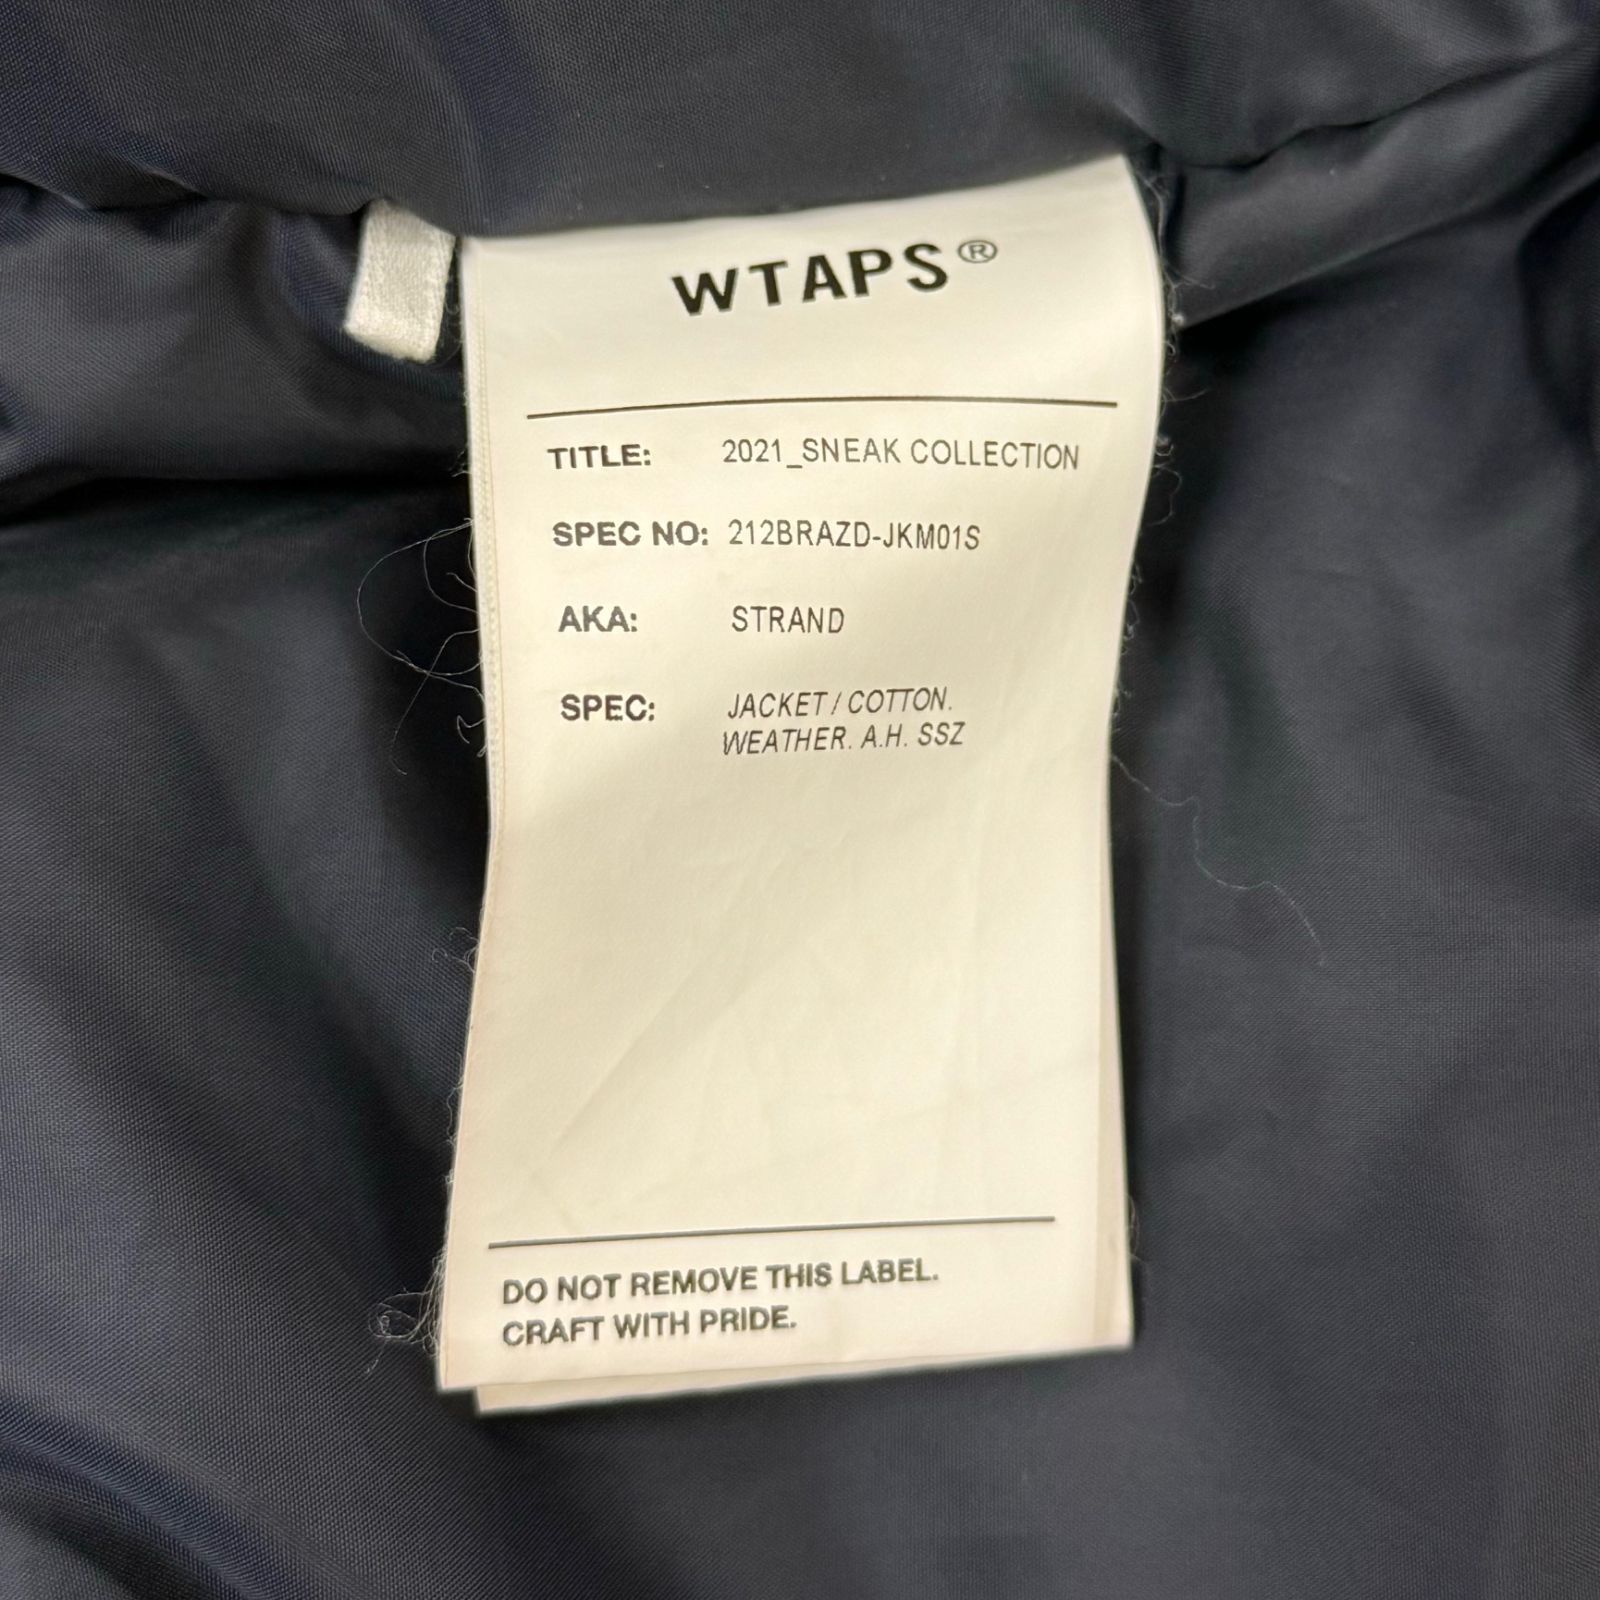 WTAPS®
TITLE: 2021_SNEAK COLLECTION
SPEC NO: 212BRAZD-JKM01S
AKA: STRAND
SPEC: JACKET / COTTON.
WEATHER. A.H. SSZ
DO NOT REMOVE THIS LABEL.
CRAFT WITH PRIDE.